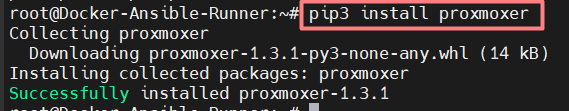 root@Docker-Ansible-Runner:~# pip3 install proxmoxer
Collecting proxmoxer
  Downloading proxmoxer-1.3.1-py3-none-any.whl (14 kB)
Installing collected packages: proxmoxer
Successfully installed proxmoxer-1.3.1
root@Docker-Ansible-Runner:~#